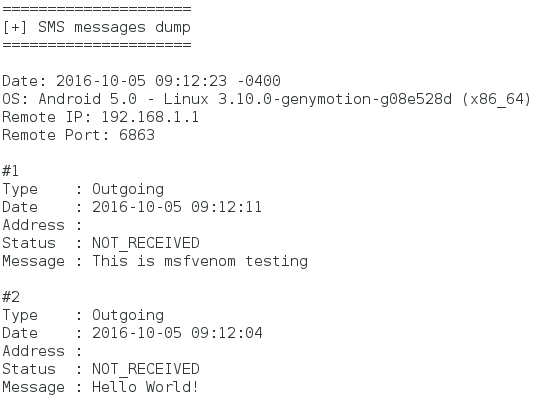 =====================
[+] SMS messages dump
=====================
Date: 2016-10-05 09:12:23 -0400
OS: Android 5.0 - Linux 3.10.0-genymotion-g08e528d (x86_64)
Remote IP: 192.168.1.1
Remote Port: 6863
#1
Type    : Outgoing
Date    : 2016-10-05 09:12:11
Address :
Status  : NOT_RECEIVED
Message : This is msfvenom testing
#2
Type    : Outgoing
Date    : 2016-10-05 09:12:04
Address :
Status  : NOT_RECEIVED
Message : Hello World!